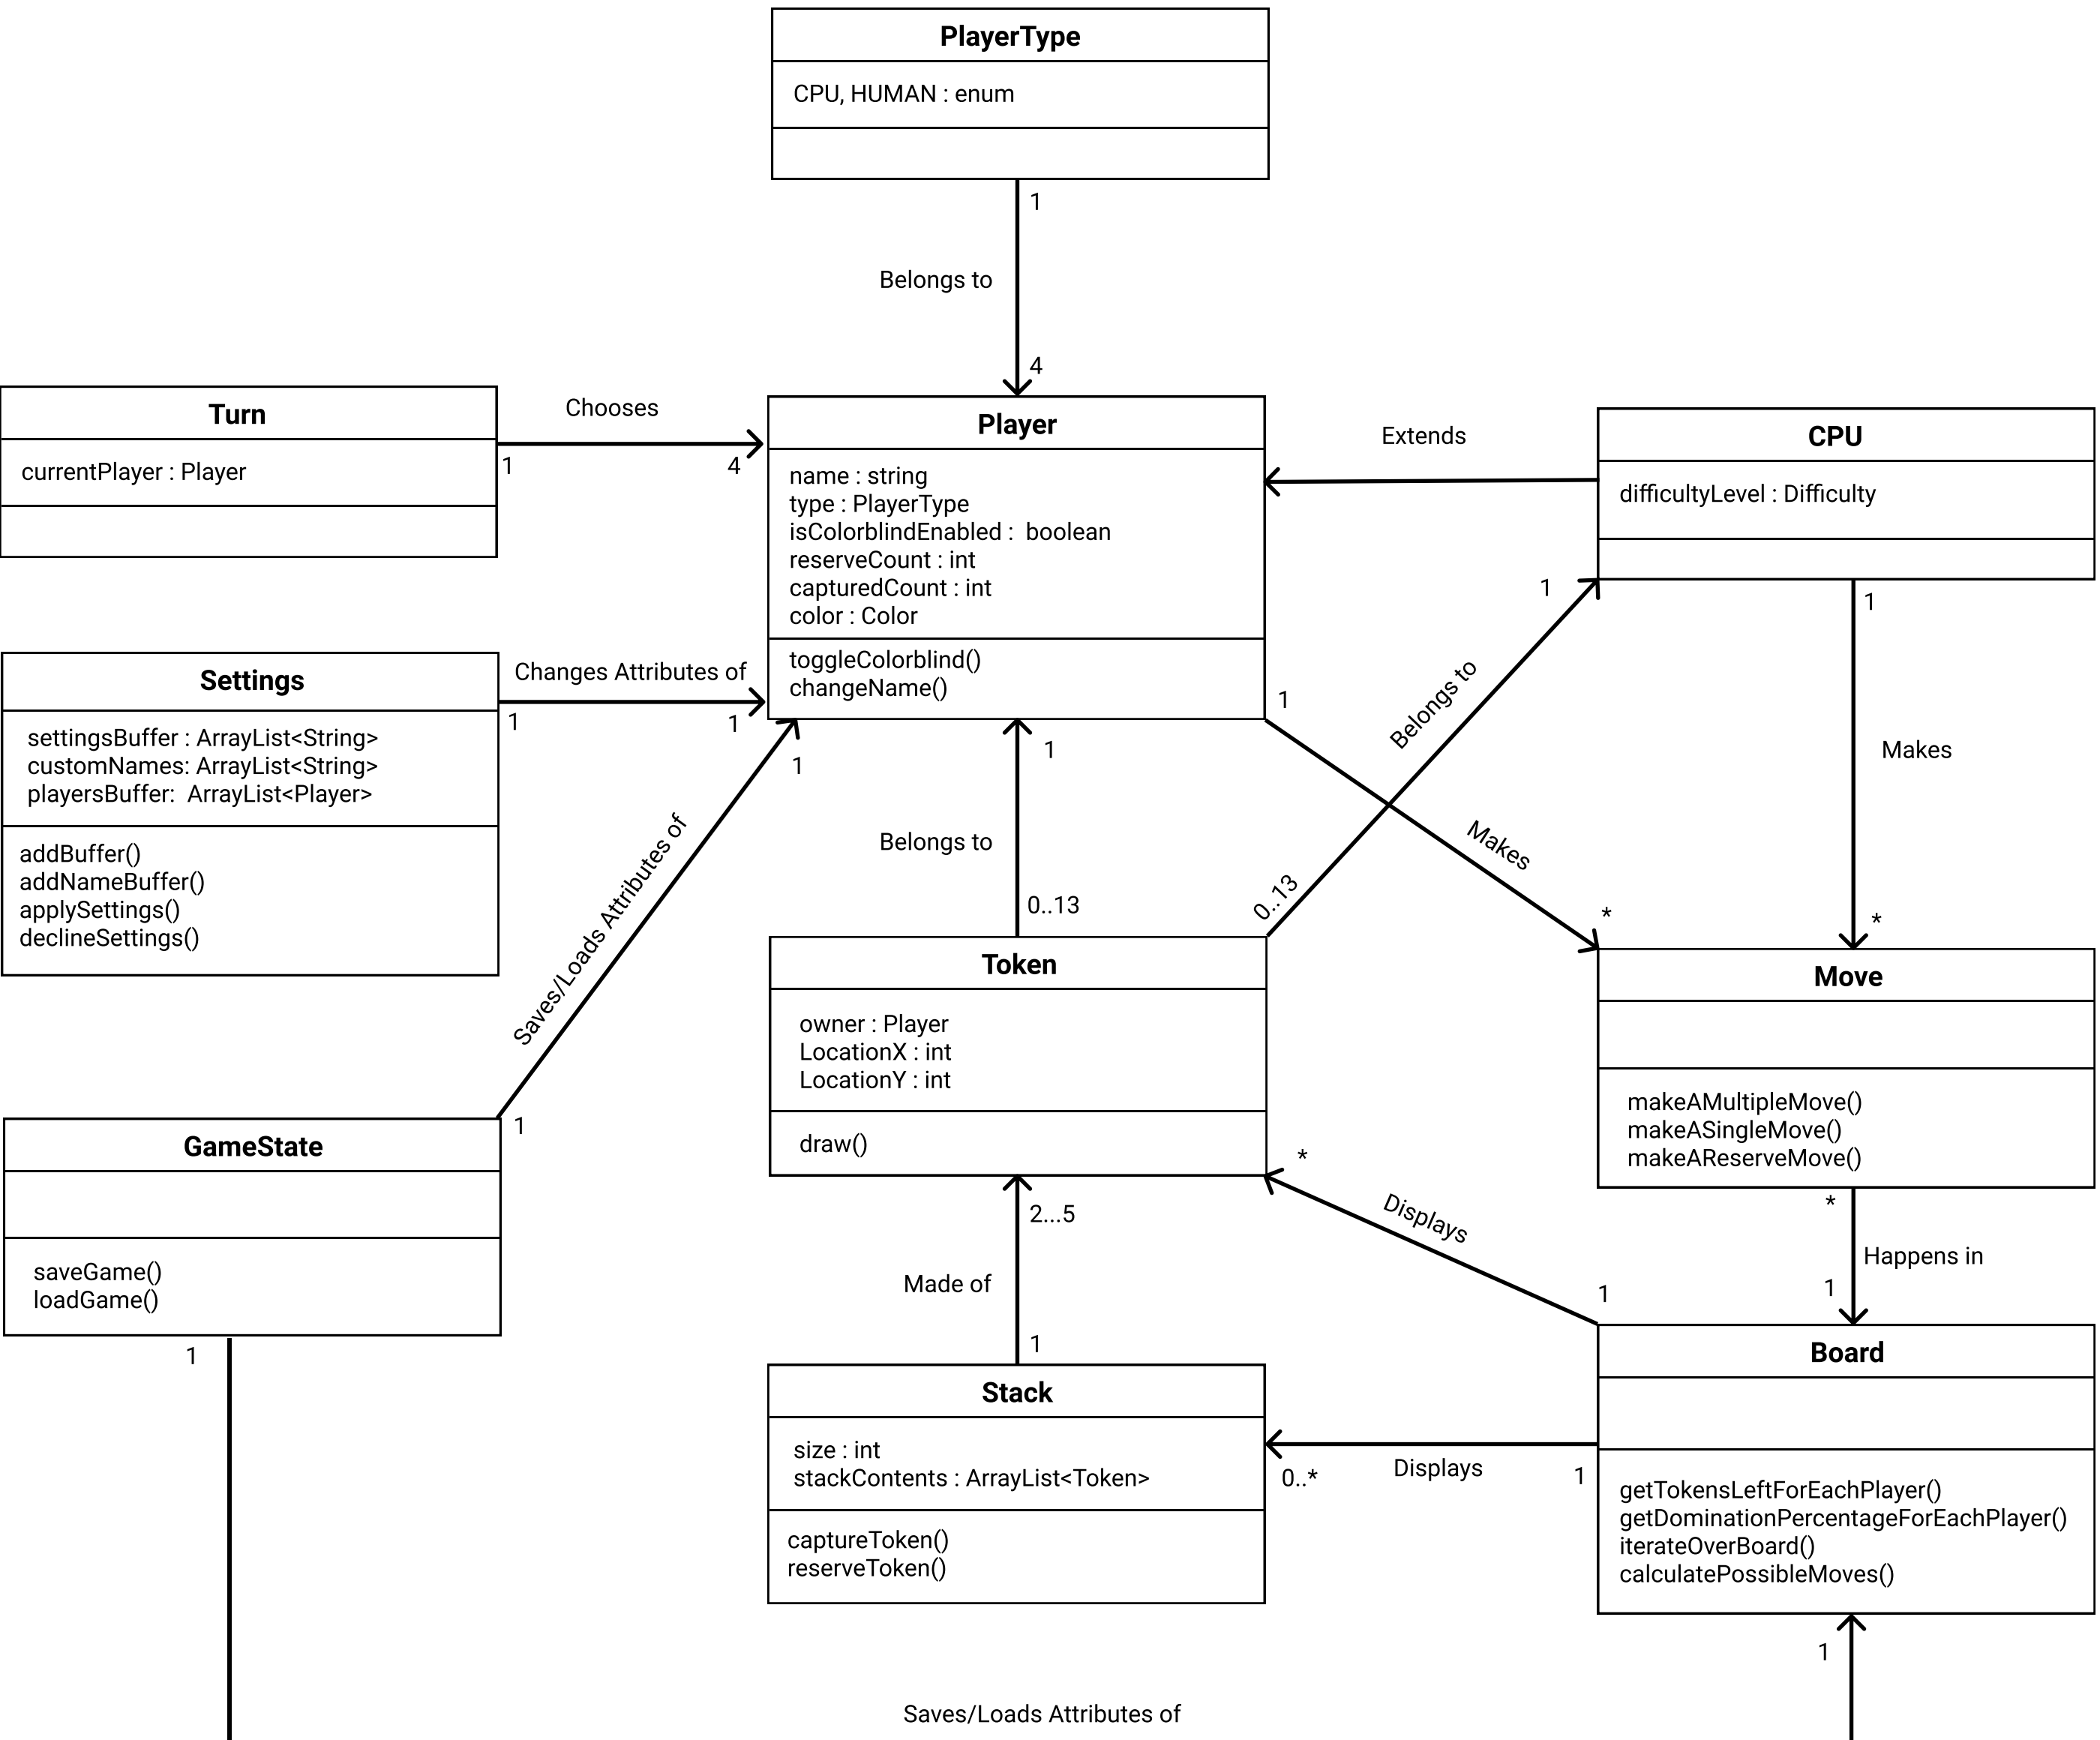 PlayerType
CPU, HUMAN : enum
1
Belongs to
4
Turn
currentPlayer : Player
Chooses
1
4
Player
name : string
type : PlayerType
isColorblindEnabled :  boolean
reserveCount : int
capturedCount : int
color : Color
toggleColorblind()
changeName()
Extends
CPU
difficultyLevel : Difficulty
Settings
settingsBuffer : ArrayList<String>
customNames: ArrayList<String>
playersBuffer:  ArrayList<Player>
addBuffer()
addNameBuffer()
applySettings()
declineSettings()
Changes Attributes of
1
1
Saves/Loads Attributes of
1
1
Belongs to
1
0..13
Belongs to
1
0..13
Makes
1
*
Makes
1
*
Token
owner : Player
LocationX : int
LocationY : int
draw()
Move
makeAMultipleMove()
makeASingleMove()
makeAReserveMove()
GameState
saveGame()
loadGame()
1
Made of
2...5
1
Displays
*
1
Happens in
*
1
Stack
size : int
stackContents : ArrayList<Token>
captureToken()
reserveToken()
Displays
0..*
1
Board
getTokensLeftForEachPlayer()
getDominationPercentageForEachPlayer()
iterateOverBoard()
calculatePossibleMoves()
1
Saves/Loads Attributes of